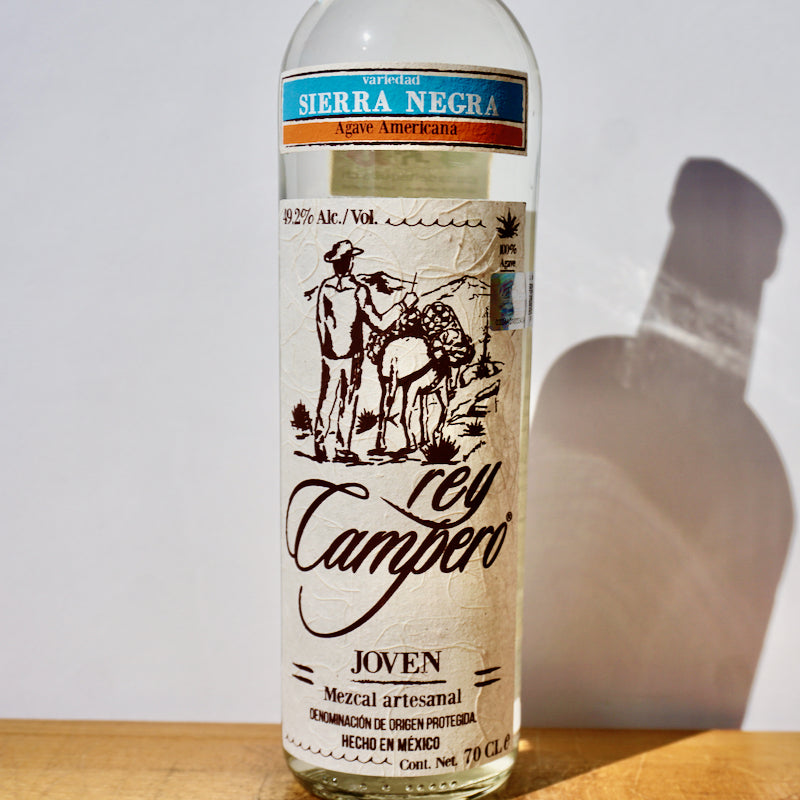 variedad
SIERRA NEGRA
Agave Americana
49.2% Alc./Vol.
100%
Agave
rey
Campero®
JOVEN
Mezcal artesanal
DENOMINACIÓN DE ORIGEN PROTEGIDA.
HECHO EN MÉXICO
Cont. Net. 70 CL e